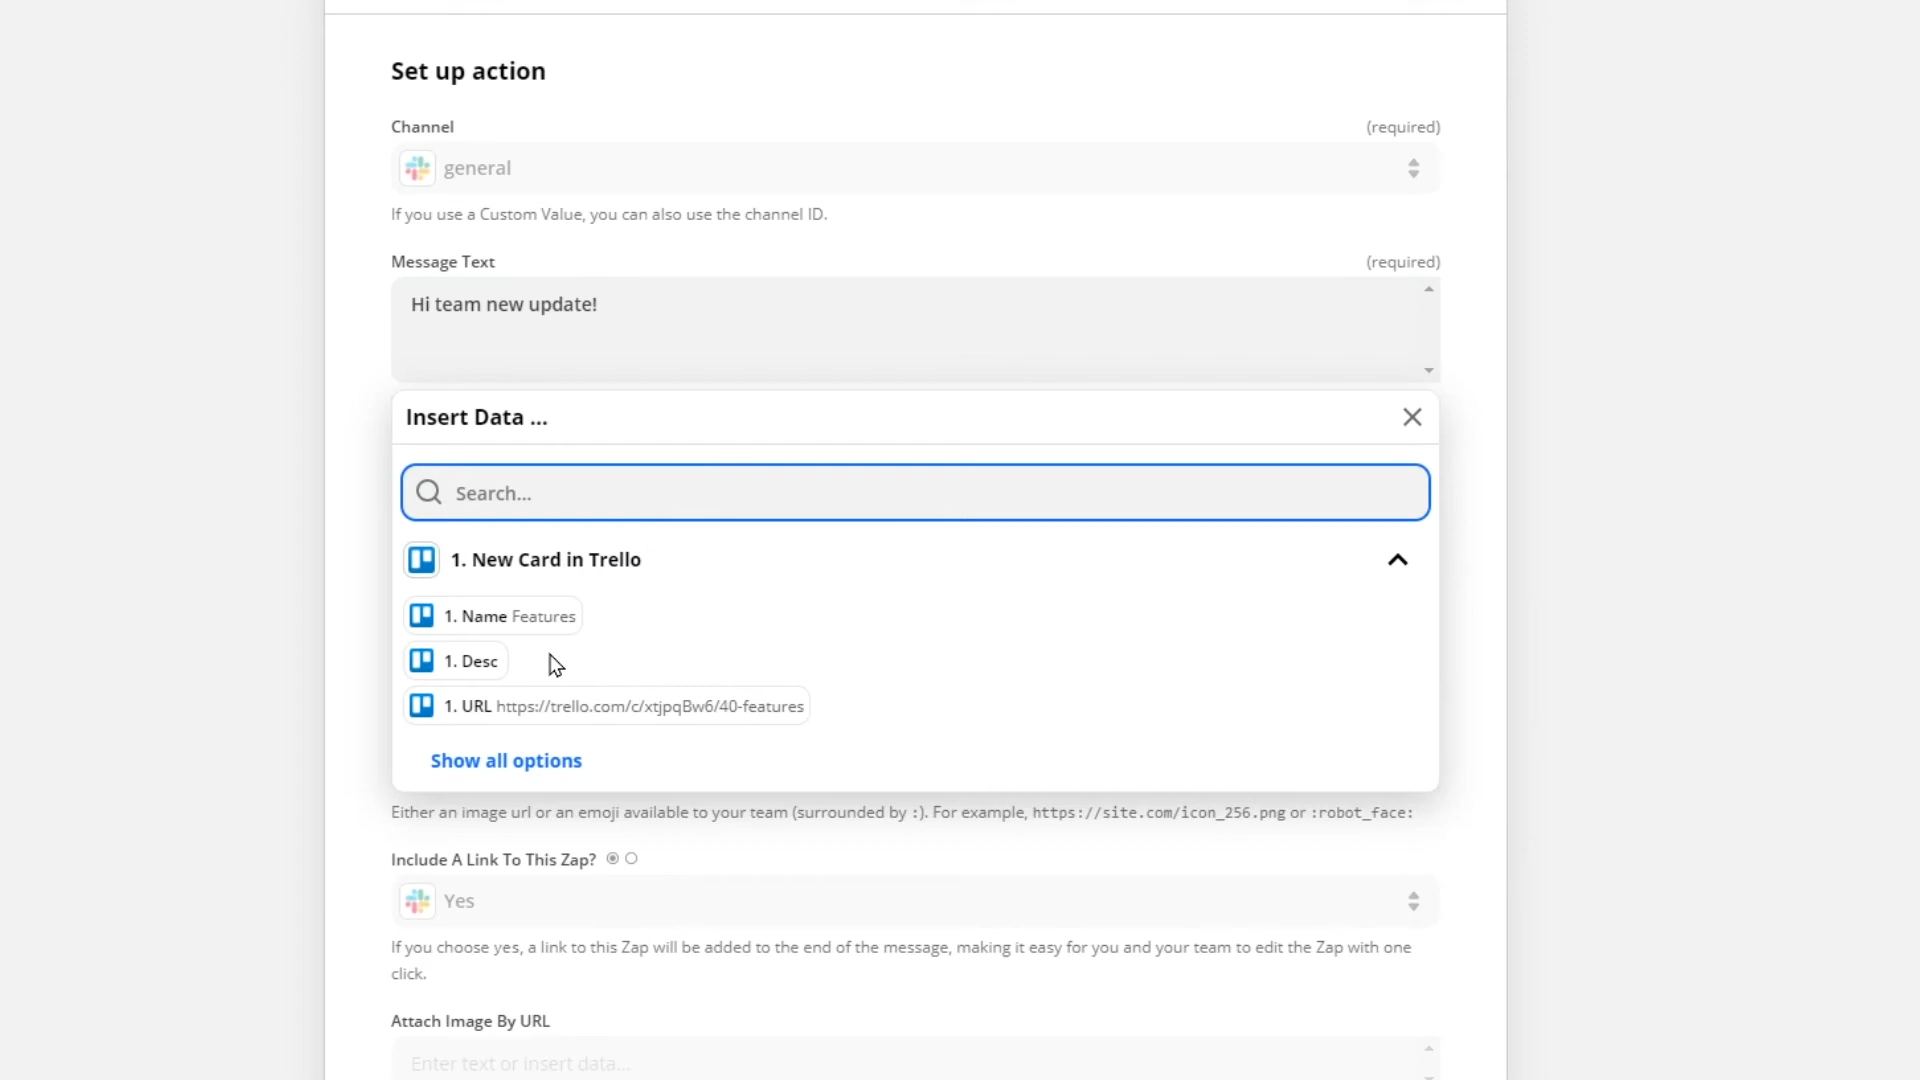 Set up action
Channel (required)
general
If you use a Custom Value, you can also use the channel ID.
Message Text (required)
Hi team new update!
Insert Data ...
Search...
1. New Card in Trello
1. Name Features
1. Desc
1. URL https://trello.com/c/xtjpqBw6/40-features
Show all options
Either an image url or an emoji available to your team (surrounded by :). For example, https://site.com/icon_256.png or :robot_face:
Include A Link To This Zap?
Yes
If you choose yes, a link to this Zap will be added to the end of the message, making it easy for you and your team to edit the Zap with one
click.
Attach Image By URL
Enter text or insert data...